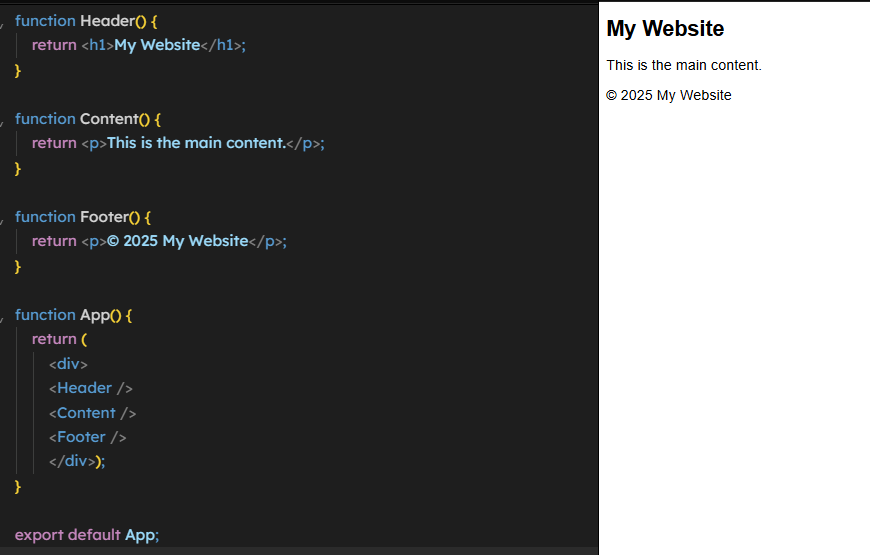 function Header() {
return <h1>My Website</h1>;
}
function Content() {
return <p>This is the main content.</p>;
}
function Footer() {
return <p>© 2025 My Website</p>;
}
function App() {
return (
<div>
<Header />
<Content />
<Footer />
</div>);
}
export default App;
My Website
This is the main content.
© 2025 My Website